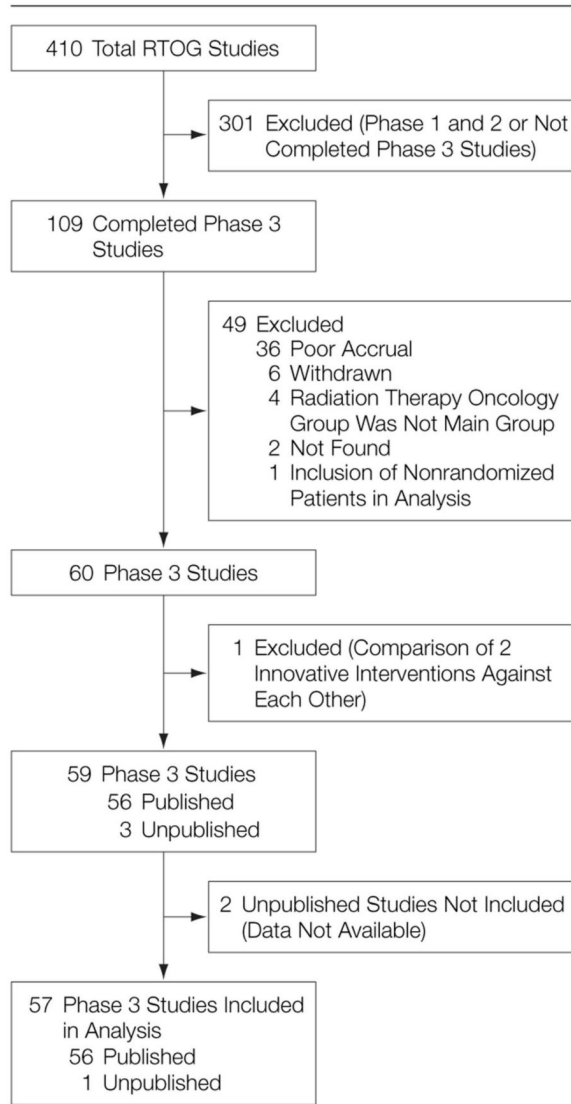 410 Total RTOG Studies
301 Excluded (Phase 1 and 2 or Not
Completed Phase 3 Studies)
109 Completed Phase 3
Studies
49 Excluded
36 Poor Accrual
6 Withdrawn
4 Radiation Therapy Oncology
Group Was Not Main Group
2 Not Found
1 Inclusion of Nonrandomized
Patients in Analysis
60 Phase 3 Studies
1 Excluded (Comparison of 2
Innovative Interventions Against
Each Other)
59 Phase 3 Studies
56 Published
3 Unpublished
2 Unpublished Studies Not Included
(Data Not Available)
57 Phase 3 Studies Included
in Analysis
56 Published
1 Unpublished